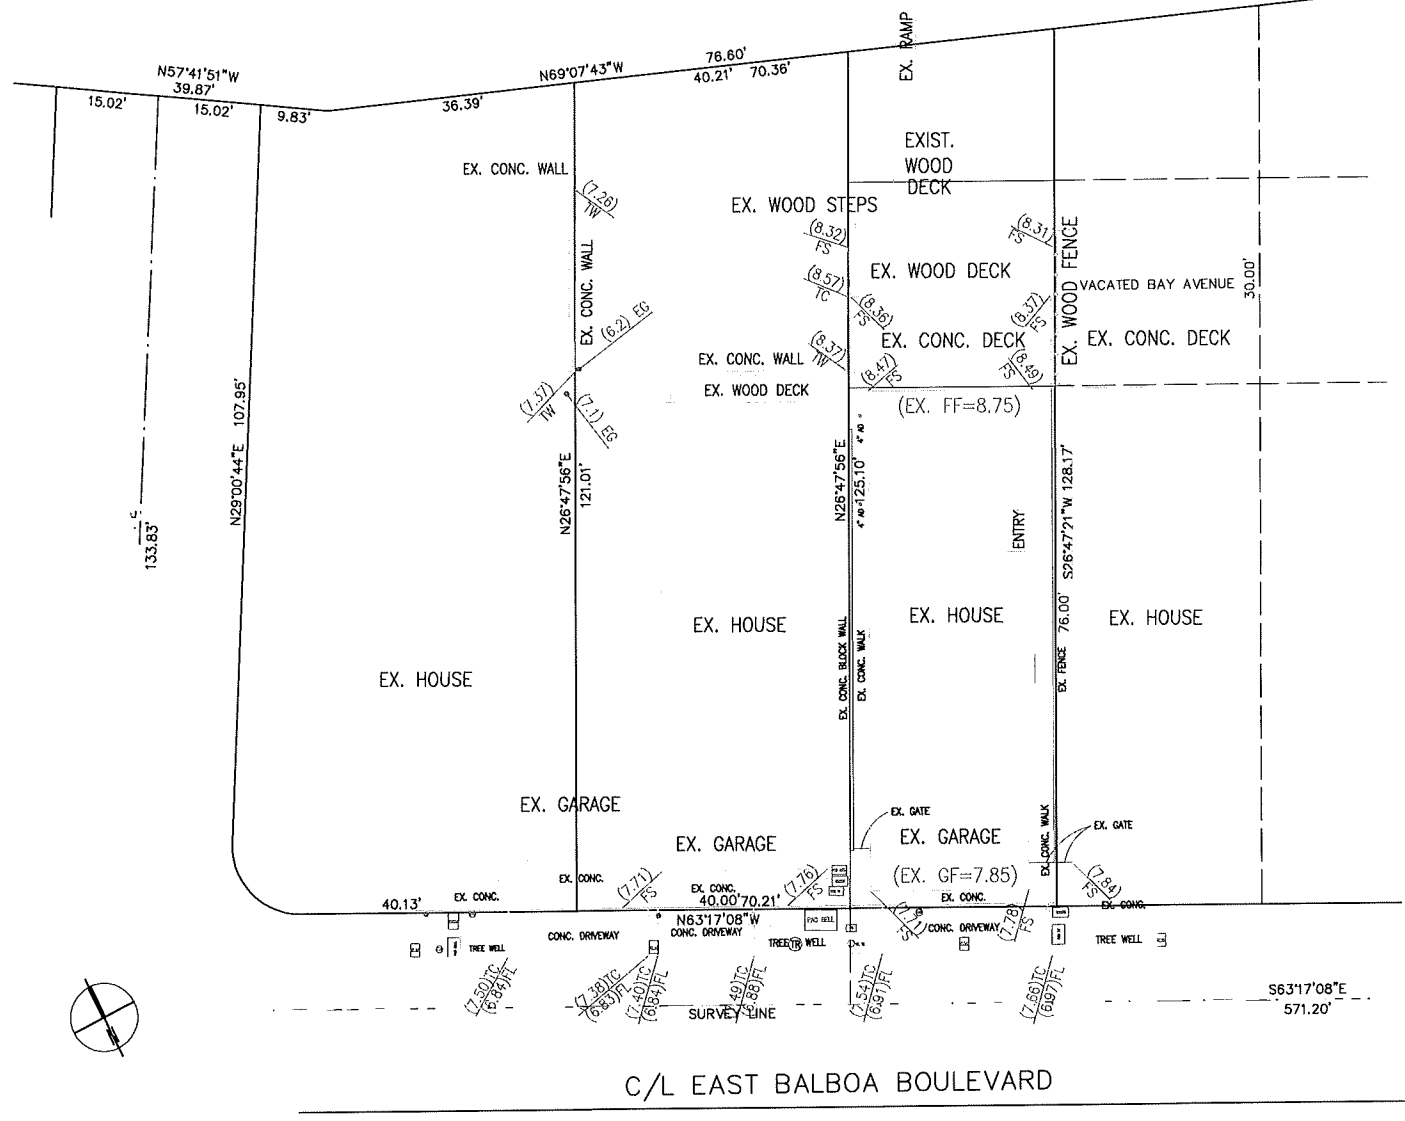 N57°41'51"W
39.87'
15.02'
15.02'
9.83'
36.39'
N69°07'43"W
76.60'
40.21' 70.36'
EX. RAMP
EX. CONC. WALL
(7.26)
TW
EXIST.
WOOD
DECK
EX. WOOD STEPS
(8.32)
FS
(8.31)
FS
EX. CONC. WALL
EX. WOOD FENCE
(8.57)
TC
EX. WOOD DECK
VACATED BAY AVENUE
30.00'
(6.2) EG
(8.36)
FS
(8.37)
FS
EX. CONC. DECK
EX. CONC. DECK
(8.37)
TW
EX. CONC. WALL
(8.47)
FS
(8.49)
FS
EX. WOOD DECK
(7.37)
TW
(7.1) EG
(EX. FF=8.75)
N29°00'44"E 107.95'
133.83'
N26°47'56"E
121.01'
N26°47'56"E
125.10'
4" AD
4" AD
ENTRY
S26°47'21"W 128.17'
76.00'
EX. HOUSE
EX. HOUSE
EX. HOUSE
EX. HOUSE
EX. CONC. BLOCK WALL
EX. CONC. WALK
EX. FENCE
EX. GARAGE
EX. GARAGE
EX. GARAGE
EX. GATE
EX. GATE
EX. CONC. WALK
(EX. GF=7.85)
EX. CONC.
(7.71)
FS
EX. CONC.
(7.76)
FS
(7.84)
FS
40.13'
EX. CONC.
40.00'
70.21'
EX. CONC.
EX. CONC.
N63°17'08"W
PAC BELL
(7.71)
FS
(7.78)
FS
TREE WELL
CONC. DRIVEWAY
CONC. DRIVEWAY
TREE WELL
TR
CONC. DRIVEWAY
TREE WELL
(7.50)TC
(6.84)FL
(7.38)TC
(6.83)FL
(7.40)TC
(6.84)FL
.49)TC
(6.88)FL
(7.54)TC
(6.91)FL
(7.66)TC
(6.97)FL
SURVEY LINE
S63°17'08"E
571.20'
N
C/L EAST BALBOA BOULEVARD